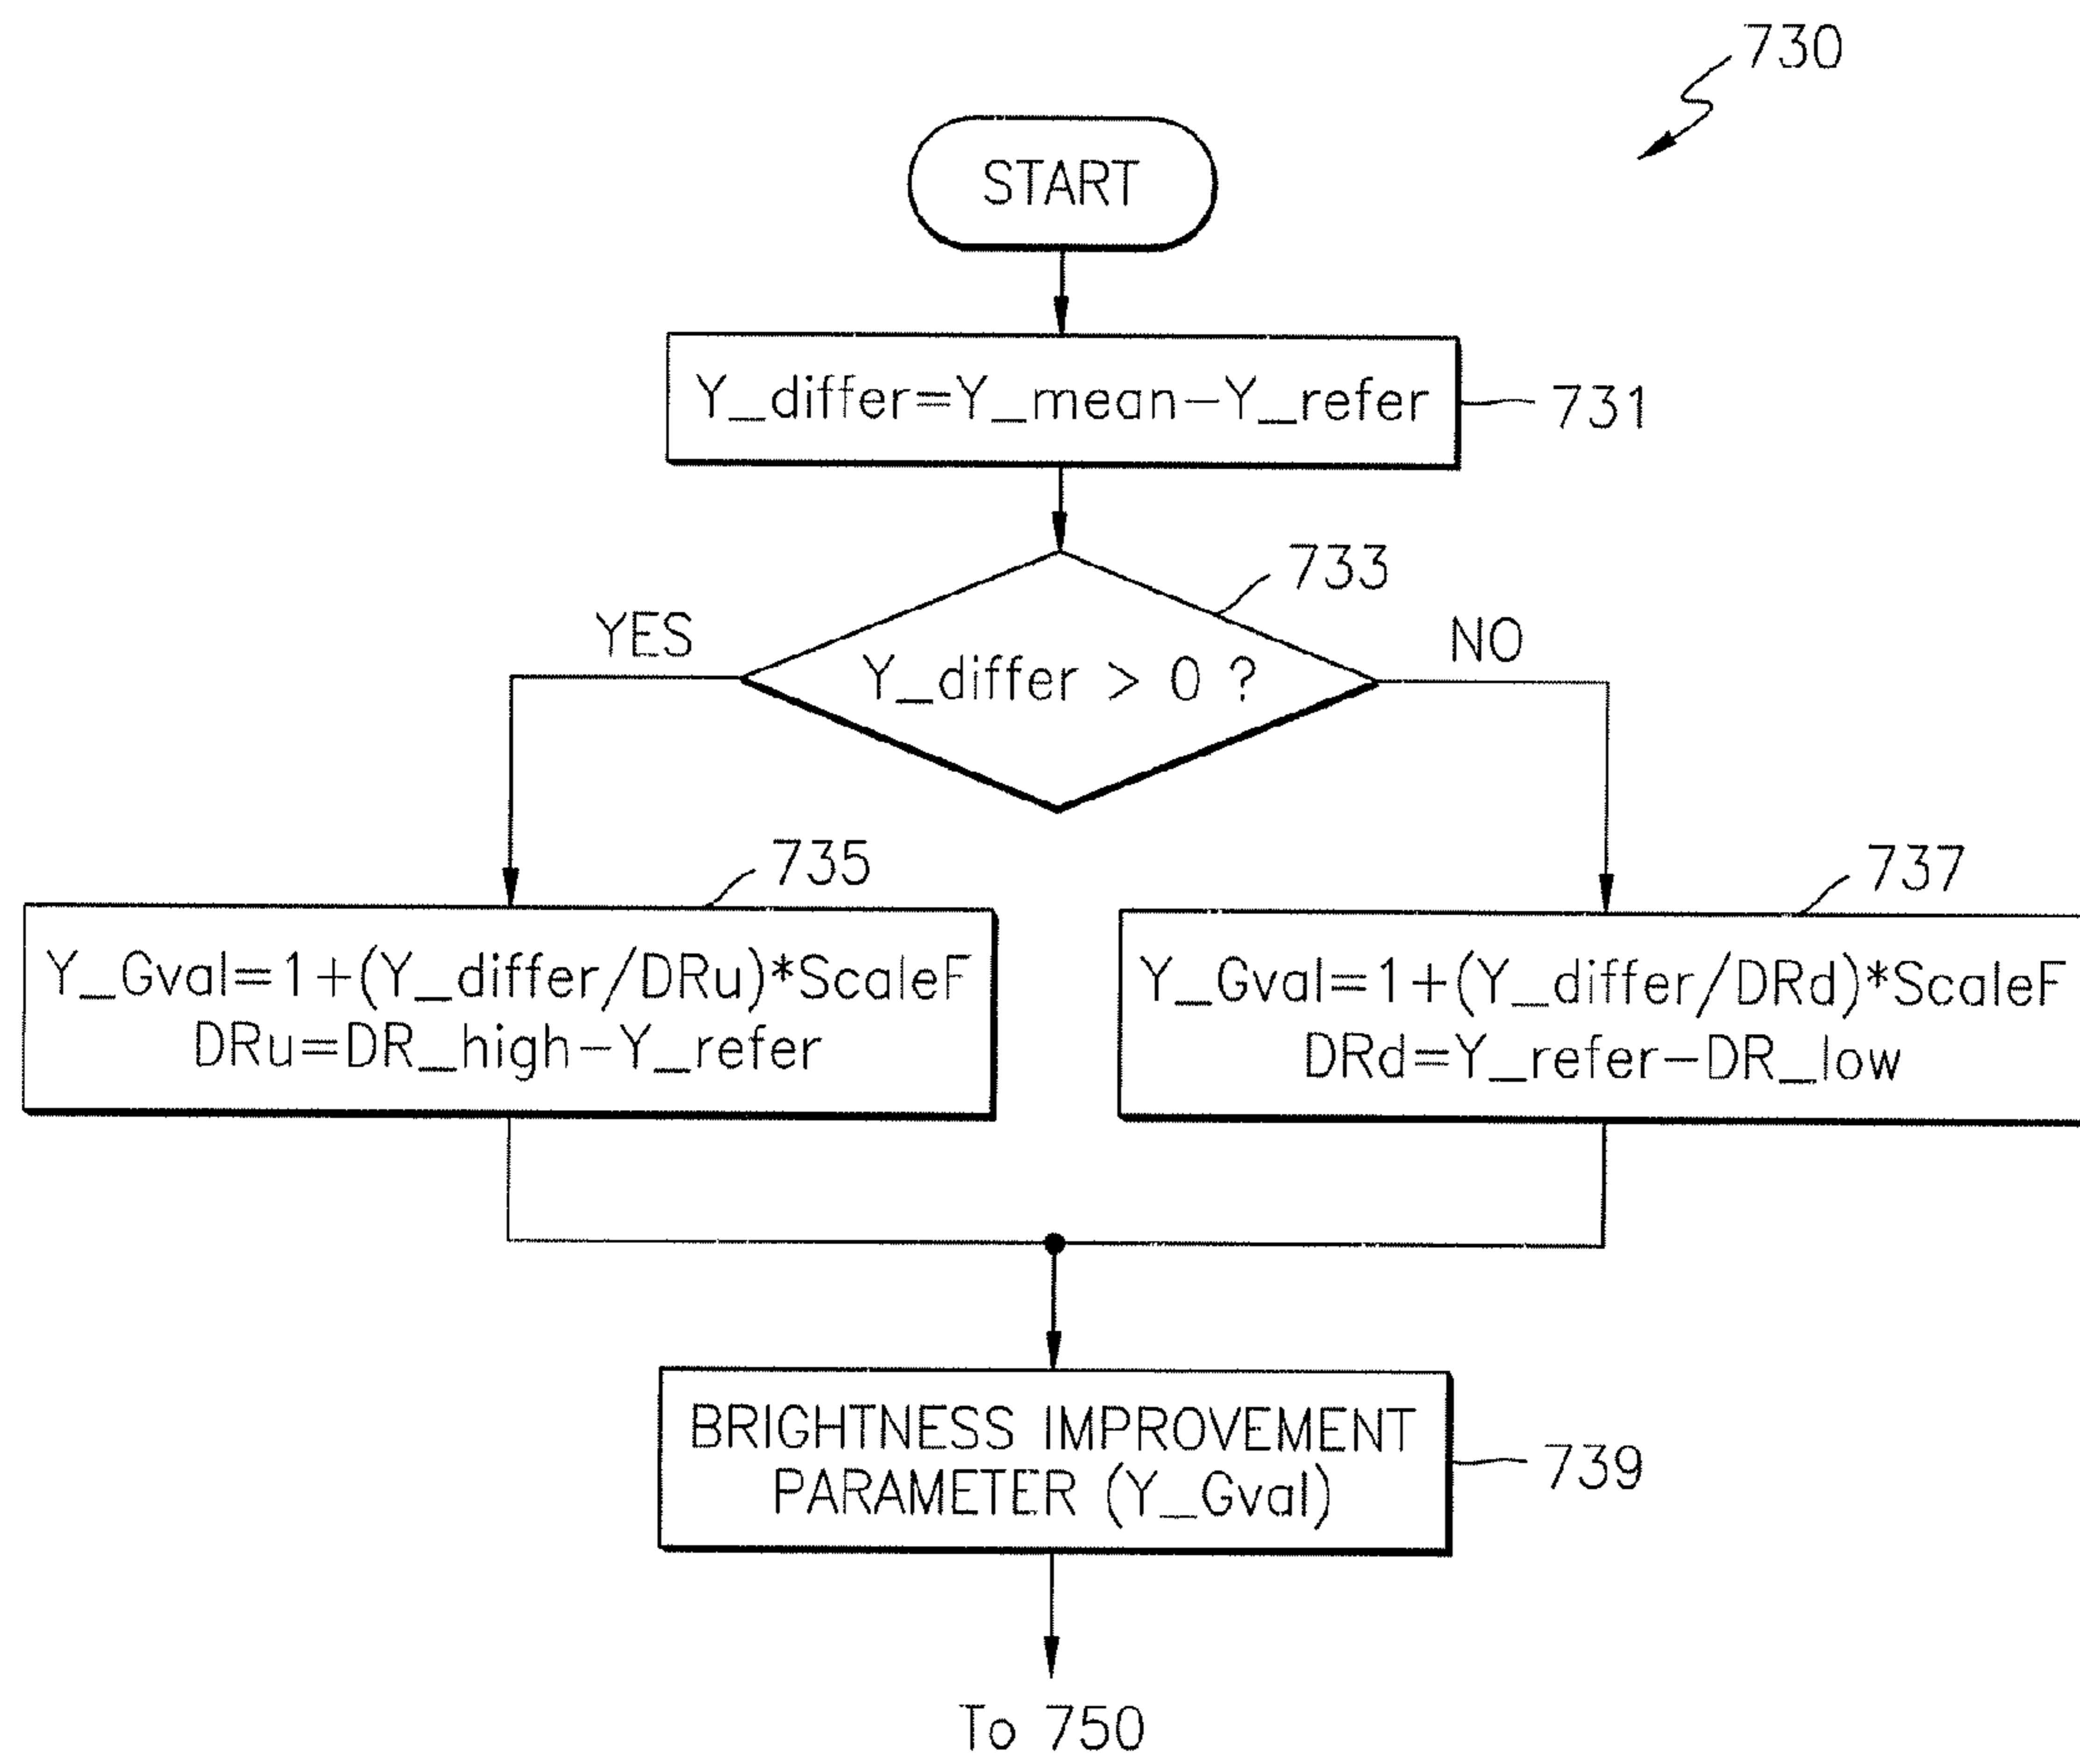 730
START
Y_differ=Y_mean-Y_refer
731
733
YES
NO
Y_differ > 0 ?
735
737
Y_Gval=1+(Y_differ/DRu)*ScaleF
DRu=DR_high-Y_refer
Y_Gval=1+(Y_differ/DRd)*ScaleF
DRd=Y_refer-DR_low
BRIGHTNESS IMPROVEMENT
PARAMETER (Y_Gval)
739
To 750